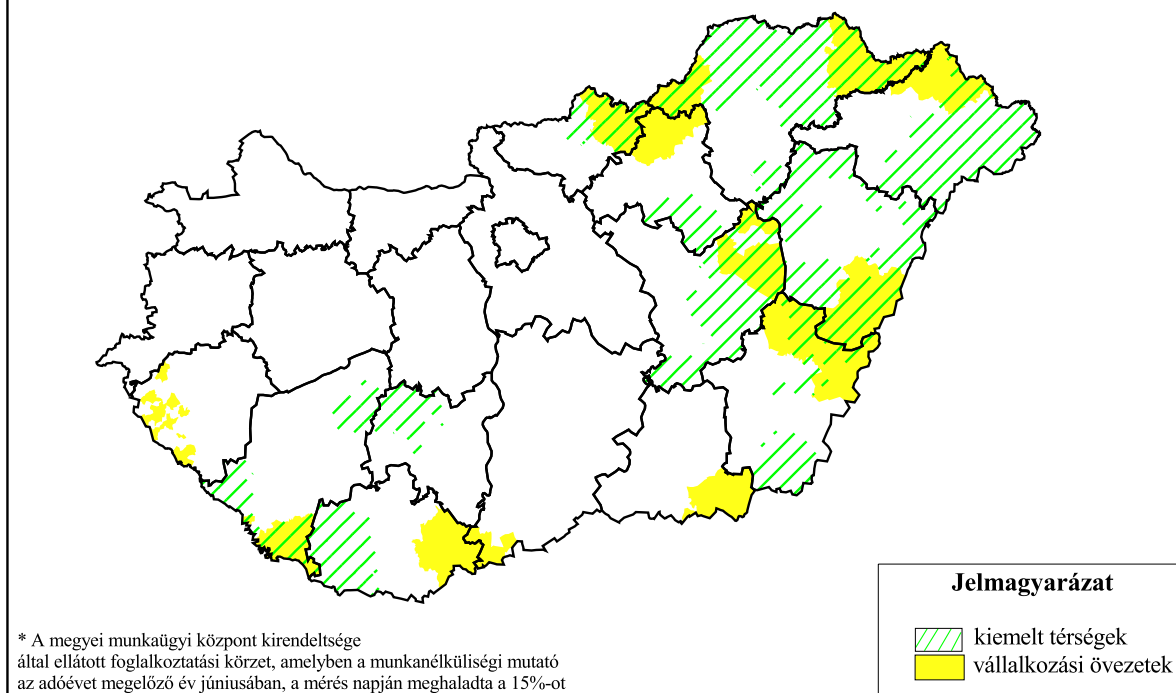 * A megyei munkaügyi központ kirendeltsége
által ellátott foglalkoztatási körzet, amelyben a munkanélküliségi mutató
az adóévet megelőző év júniusában, a mérés napján meghaladta a 15%-ot
Jelmagyarázat
kiemelt térségek
vállalkozási övezetek